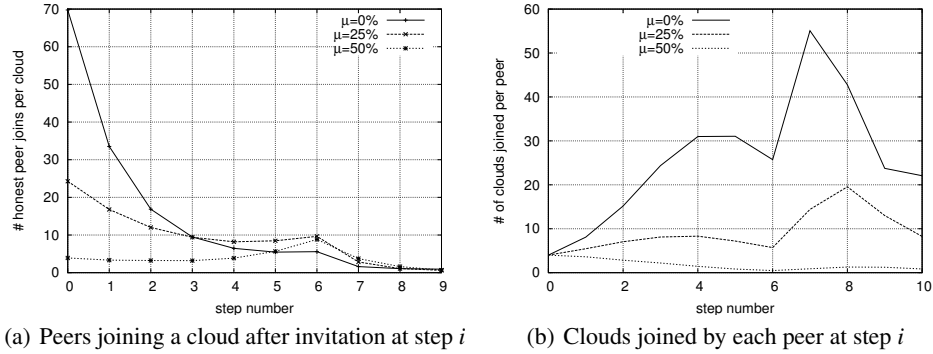 70
60
50
40
30
20
10
0
# honest peer joins per cloud
μ=0%
μ=25%
μ=50%
0 1 2 3 4 5 6 7 8 9
step number
(a) Peers joining a cloud after invitation at step i
60
50
40
30
20
10
0
# of clouds joined per peer
μ=0%
μ=25%
μ=50%
0 2 4 6 8 10
step number
(b) Clouds joined by each peer at step i